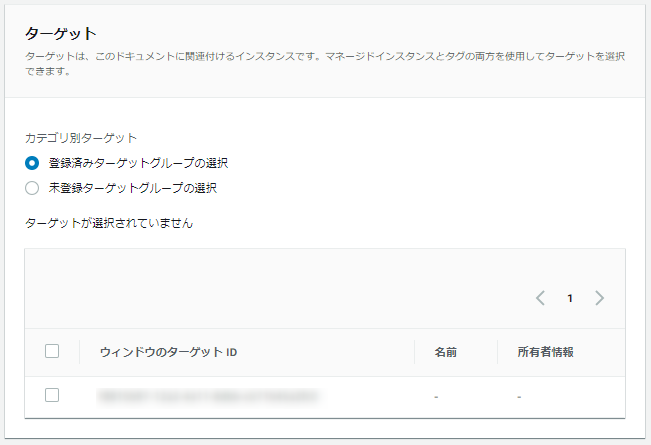 ターゲット
ターゲットは、このドキュメントに関連付けるインスタンスです。マネージドインスタンスとタグの両方を使用してターゲットを選択
できます。
カテゴリ別ターゲット
登録済みターゲットグループの選択
未登録ターゲットグループの選択
ターゲットが選択されていません
1
ウィンドウのターゲット ID 名前 所有者情報
- -